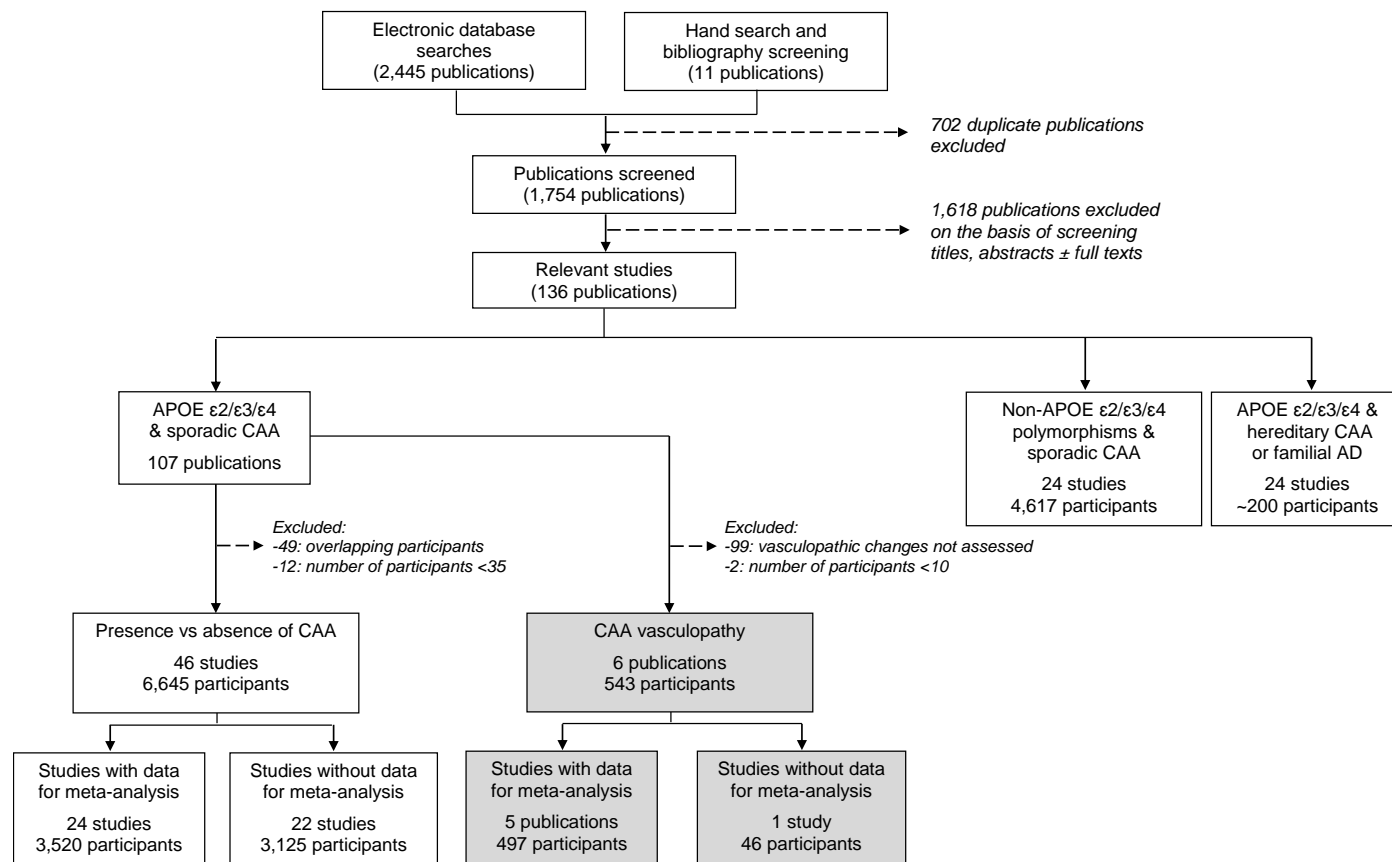 Electronic database
searches
(2,445 publications)
Hand search and
bibliography screening
(11 publications)
702 duplicate publications
excluded
Publications screened
(1,754 publications)
1,618 publications excluded
on the basis of screening
titles, abstracts ± full texts
Relevant studies
(136 publications)
APOE ε2/ε3/ε4
& sporadic CAA
107 publications
Non-APOE ε2/ε3/ε4
polymorphisms &
sporadic CAA
24 studies
4,617 participants
APOE ε2/ε3/ε4 &
hereditary CAA
or familial AD
24 studies
~200 participants
Excluded:
-49: overlapping participants
-12: number of participants <35
Excluded:
-99: vasculopathic changes not assessed
-2: number of participants <10
Presence vs absence of CAA
46 studies
6,645 participants
CAA vasculopathy
6 publications
543 participants
Studies with data
for meta-analysis
24 studies
3,520 participants
Studies without data
for meta-analysis
22 studies
3,125 participants
Studies with data
for meta-analysis
5 publications
497 participants
Studies without data
for meta-analysis
1 study
46 participants